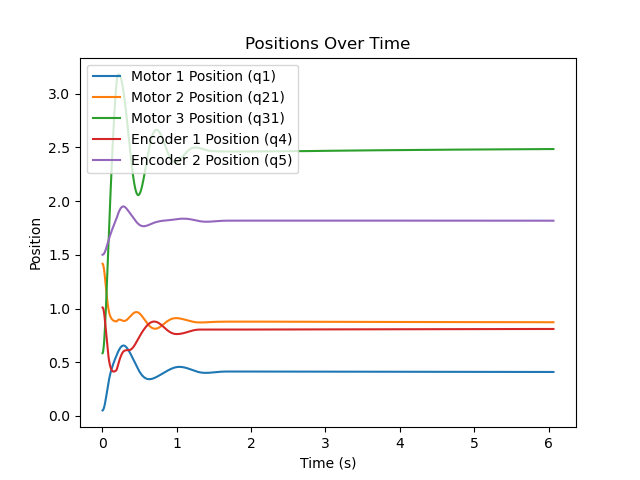 Positions Over Time
Motor 1 Position (q1)
Motor 2 Position (q21)
Motor 3 Position (q31)
Encoder 1 Position (q4)
Encoder 2 Position (q5)
Position
3.0
2.5
2.0
1.5
1.0
0.5
0.0
0 1 2 3 4 5 6
Time (s)